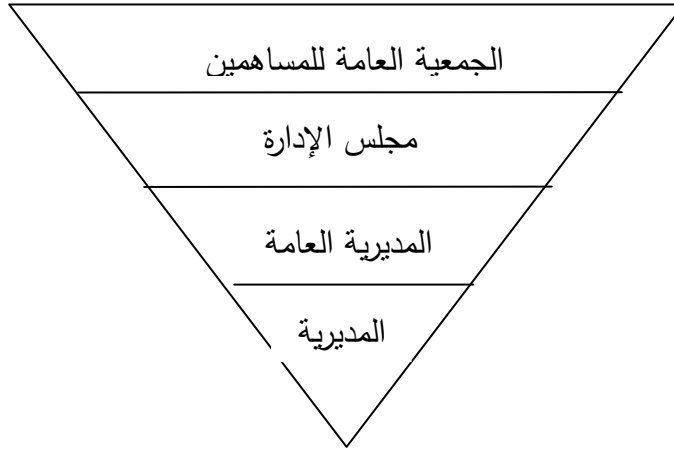 الجمعية العامة للمساهمين
مجلس الإدارة
المديرية العامة
المديرية